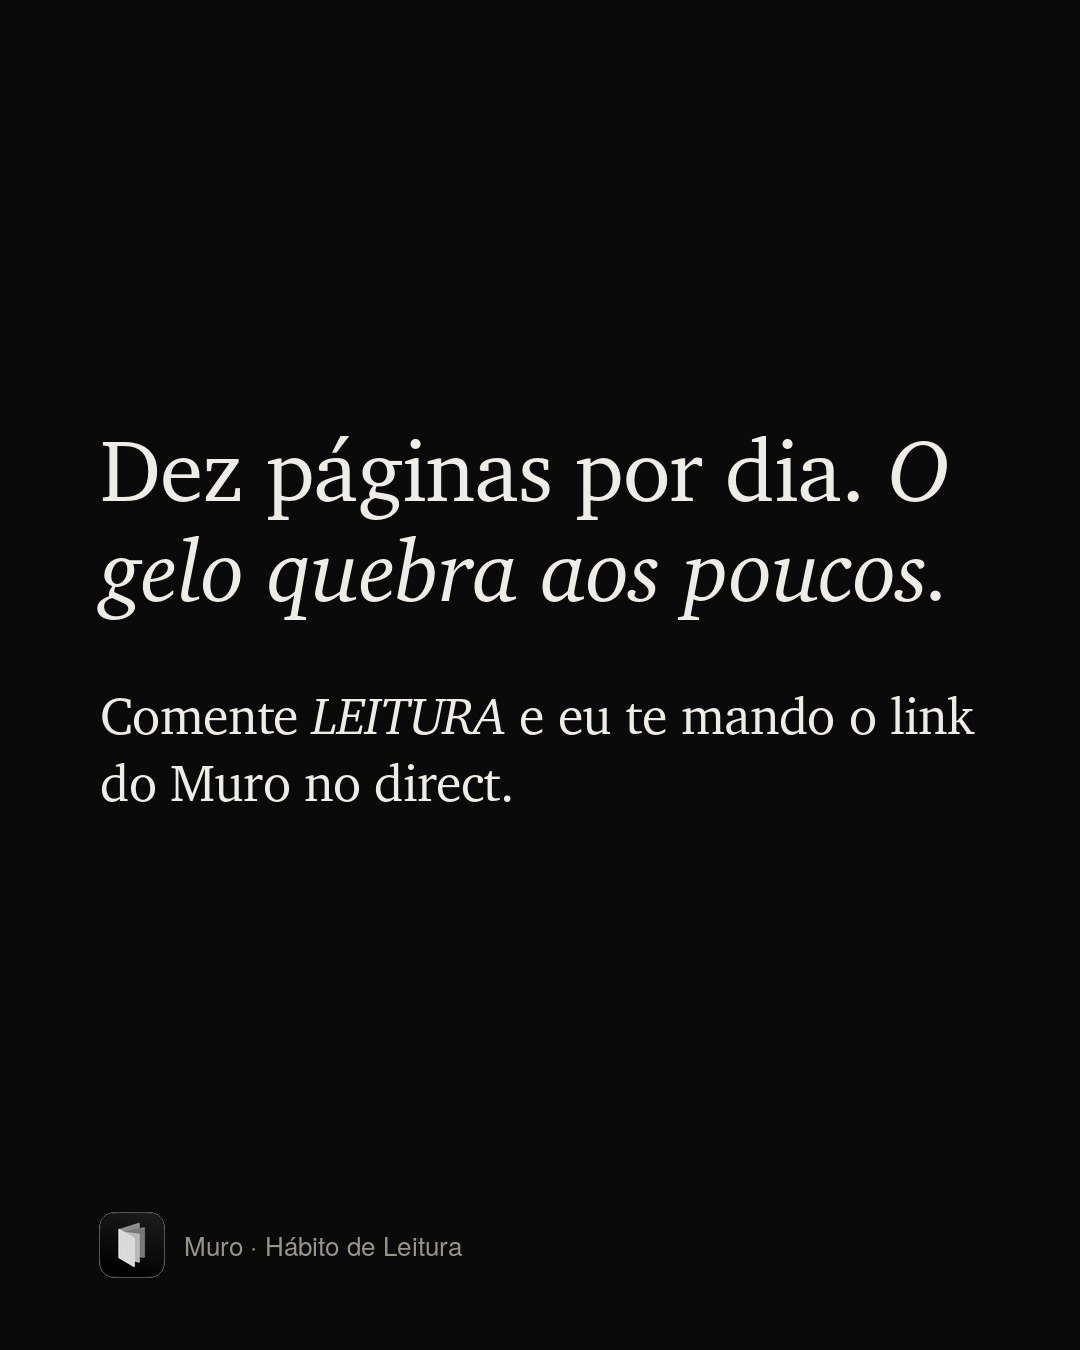 Dez páginas por dia. O
gelo quebra aos poucos.
Comente LEITURA e eu te mando o link
do Muro no direct.
Muro · Hábito de Leitura